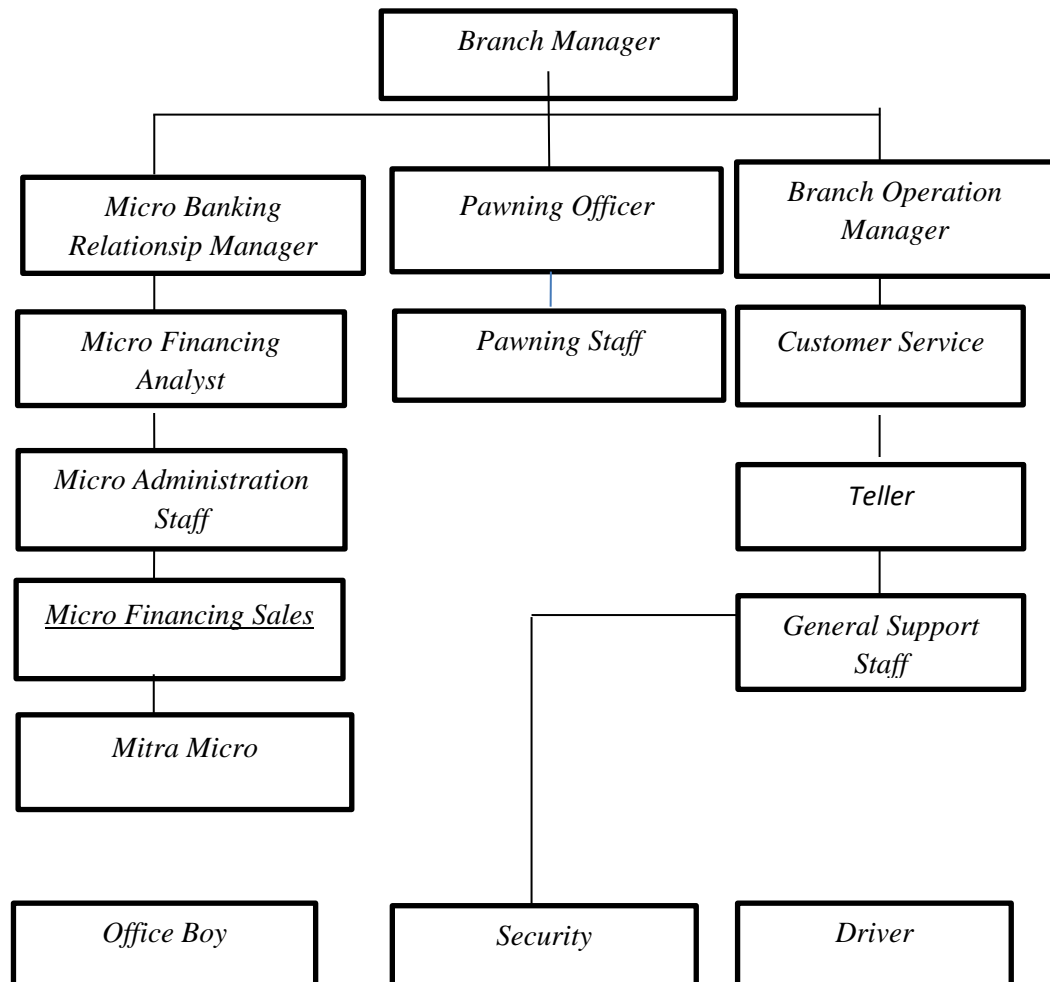 Branch Manager
Micro Banking
Relationsip Manager
Pawning Officer
Branch Operation
Manager
Micro Financing
Analyst
Pawning Staff
Customer Service
Micro Administration
Staff
Teller
Micro Financing Sales
General Support
Staff
Mitra Micro
Office Boy
Security
Driver